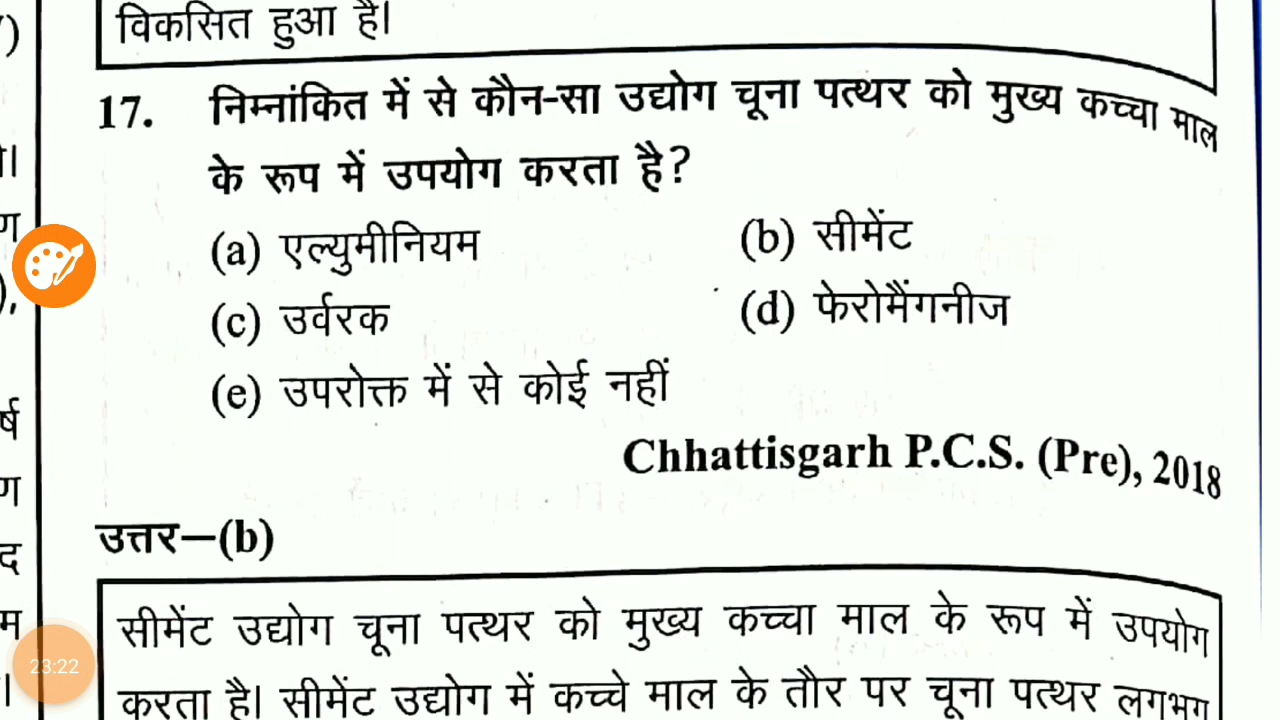 विकसित हुआ है।
17. निम्नांकित में से कौन-सा उद्योग चूना पत्थर को मुख्य कच्चा माल
के रूप में उपयोग करता है?
(a) एल्युमीनियम (b) सीमेंट
(c) उर्वरक (d) फेरोमैंगनीज
(e) उपरोक्त में से कोई नहीं
Chhattisgarh P.C.S. (Pre), 2018
उत्तर—(b)
सीमेंट उद्योग चूना पत्थर को मुख्य कच्चा माल के रूप में उपयोग
23:22
करता है। सीमेंट उद्योग में कच्चे माल के तौर पर चूना पत्थर लगभग